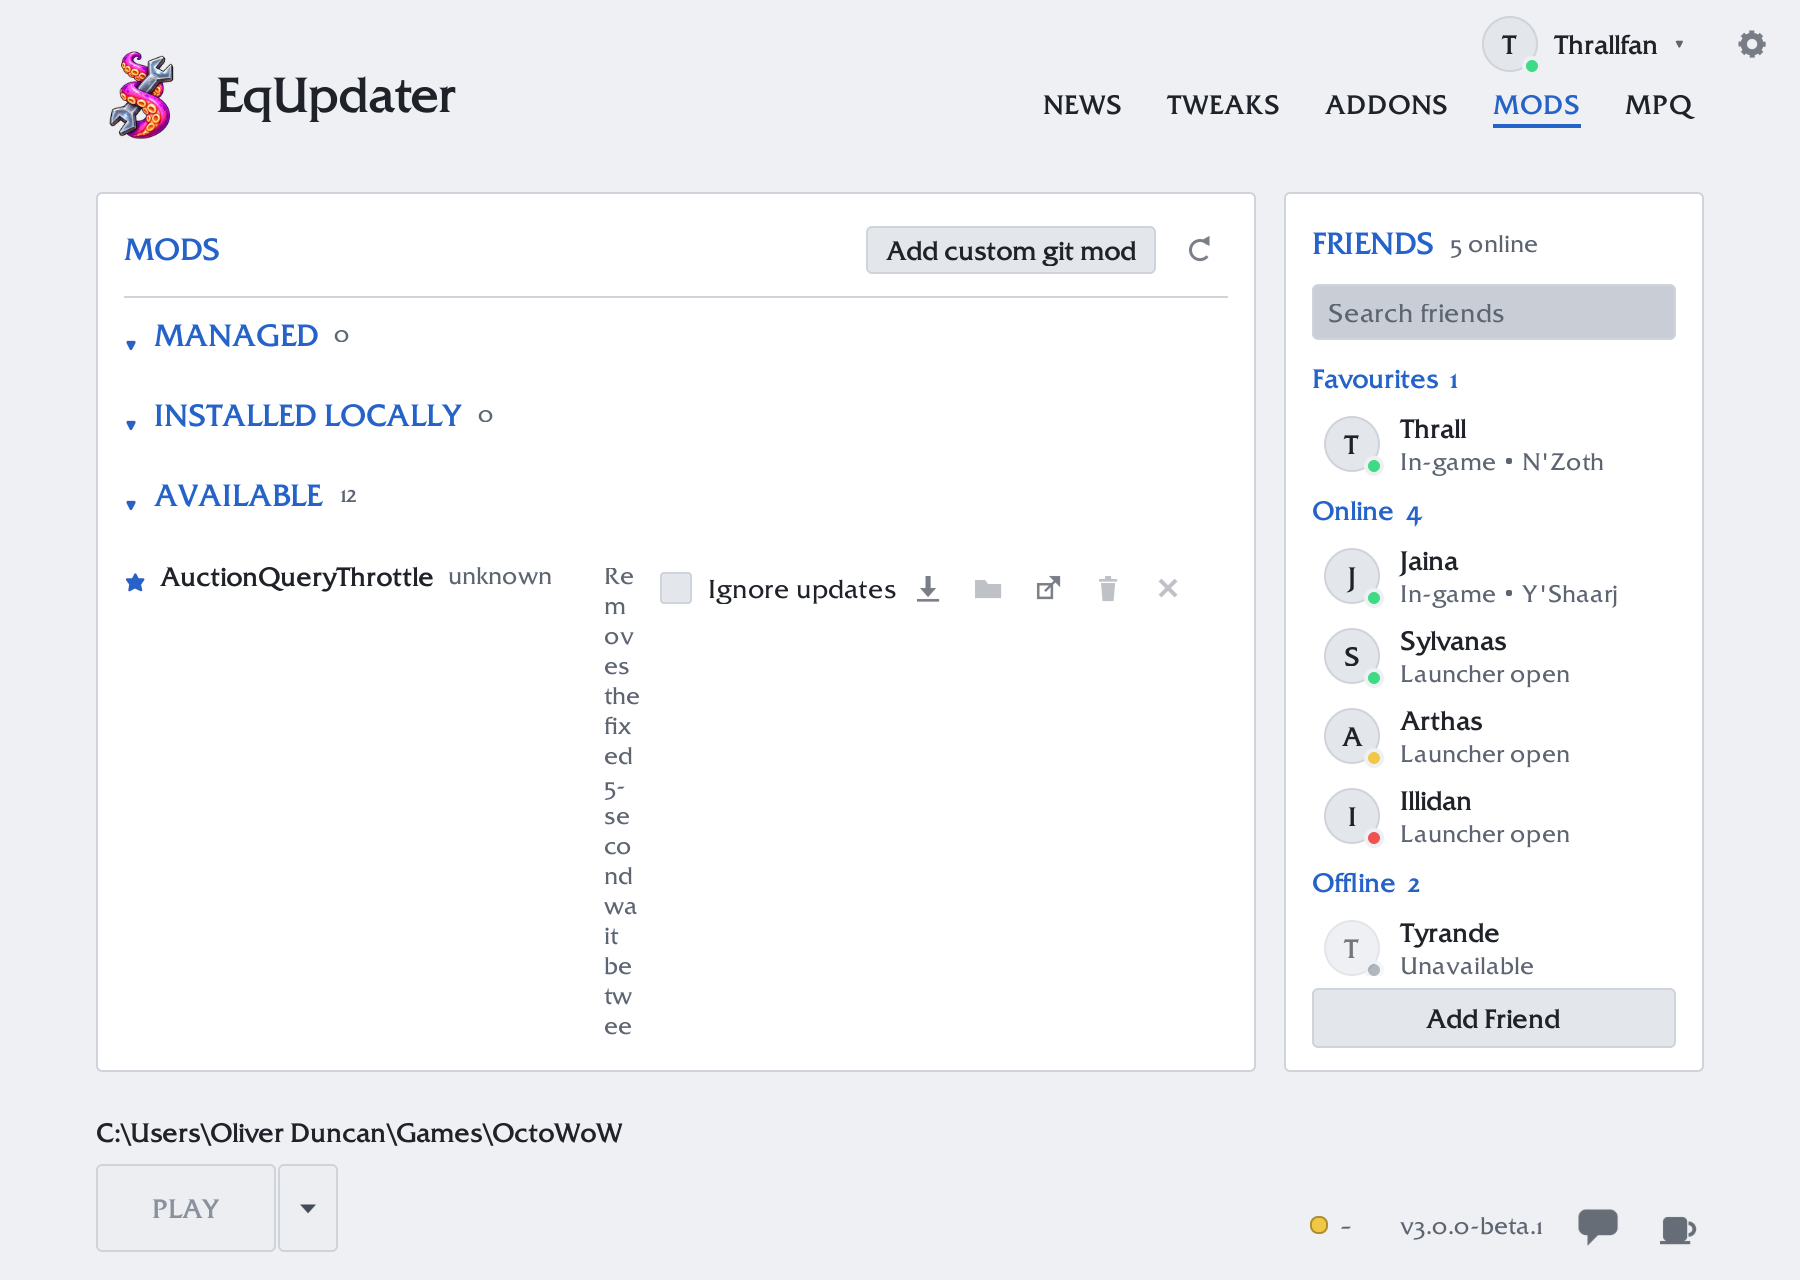 T Thrallfan
EqUpdater
NEWS TWEAKS ADDONS MODS MPQ
MODS
Add custom git mod
MANAGED 0
INSTALLED LOCALLY 0
AVAILABLE 12
AuctionQueryThrottle unknown
Re
m
ov
es
the
fix
ed
5-
se
co
nd
wa
it
be
tw
ee
Ignore updates
FRIENDS 5 online
Search friends
Favourites 1
T
Thrall
In-game • N'Zoth
Online 4
J
Jaina
In-game • Y'Shaarj
S
Sylvanas
Launcher open
A
Arthas
Launcher open
I
Illidan
Launcher open
Offline 2
T
Tyrande
Unavailable
Add Friend
C:\Users\Oliver Duncan\Games\OctoWoW
PLAY
– v3.0.0-beta.1